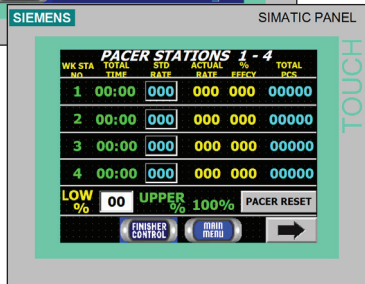 SIEMENS
SIMATIC PANEL
TOUCH
PACER STATIONS 1 - 4
WK STA NO TOTAL TIME STD RATE ACTUAL RATE % EFFCY TOTAL PCS
1 00:00 000 000 000 00000
2 00:00 000 000 000 00000
3 00:00 000 000 000 00000
4 00:00 000 000 000 00000
LOW % 00 UPPER % 100% PACER RESET
FINISHER CONTROL MAIN MENU